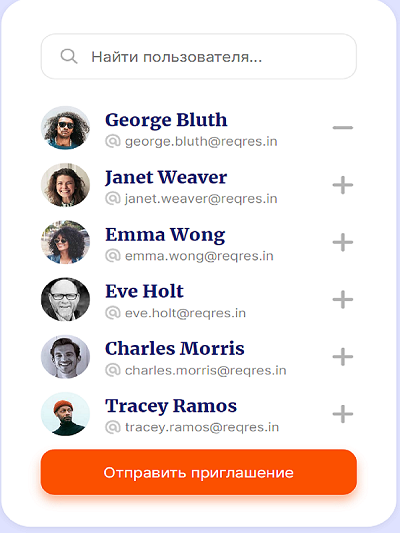 Найти пользователя...
George Bluth
george.bluth@reqres.in
Janet Weaver
janet.weaver@reqres.in
Emma Wong
emma.wong@reqres.in
Eve Holt
eve.holt@reqres.in
Charles Morris
charles.morris@reqres.in
Tracey Ramos
tracey.ramos@reqres.in
Отправить приглашение